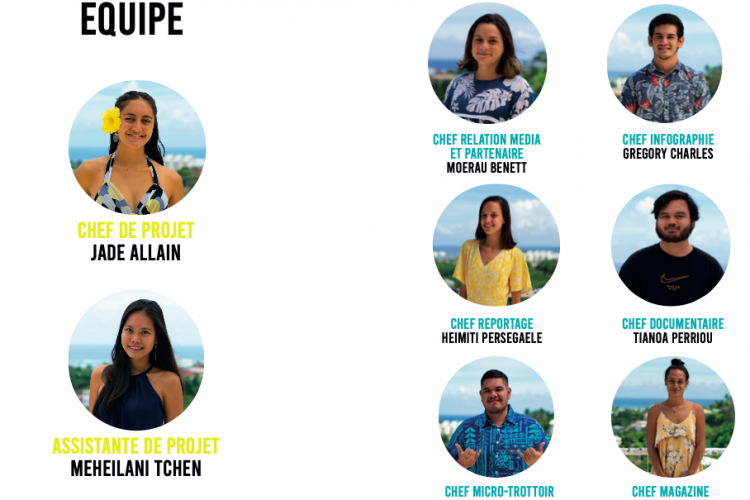 EQUIPE
CHEF DE PROJET
JADE ALLAIN
ASSISTANTE DE PROJET
MEHEILANI TCHEN
CHEF RELATION MEDIA
ET PARTENAIRE
MOERAU BENETT
CHEF INFOGRAPHIE
GREGORY CHARLES
CHEF REPORTAGE
HEIMITI PERSEGAELE
CHEF DOCUMENTAIRE
TIANOA PERRIOU
CHEF MICRO-TROTTOIR
CHEF MAGAZINE